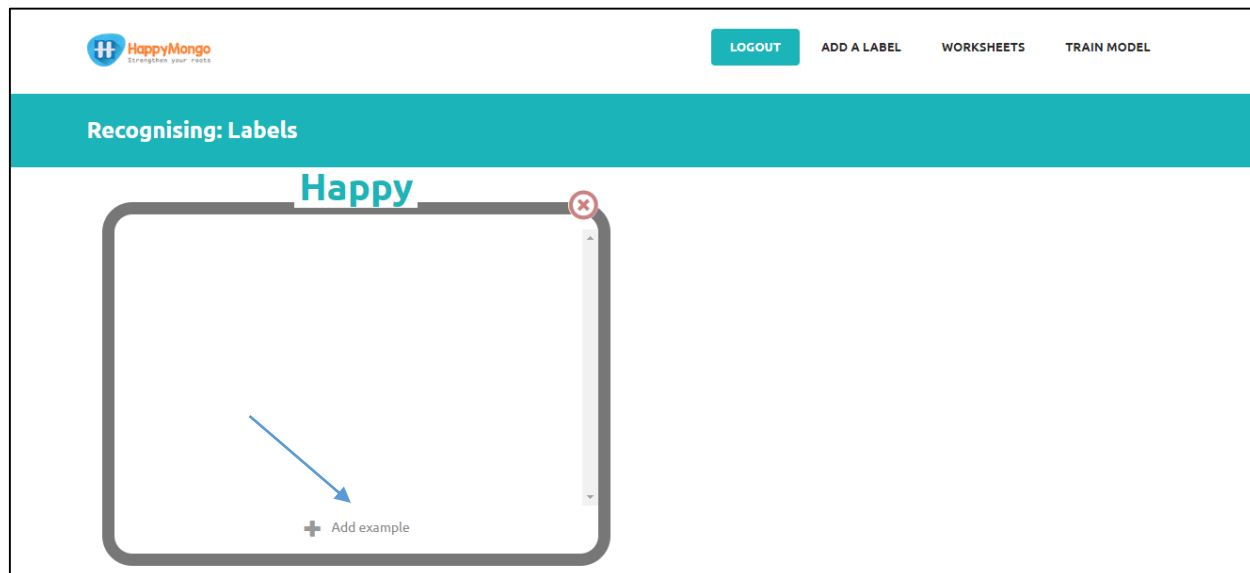 HappyMongo
Strengthen your roots
LOGOUT ADD A LABEL WORKSHEETS TRAIN MODEL
Recognising: Labels
Happy
Add example